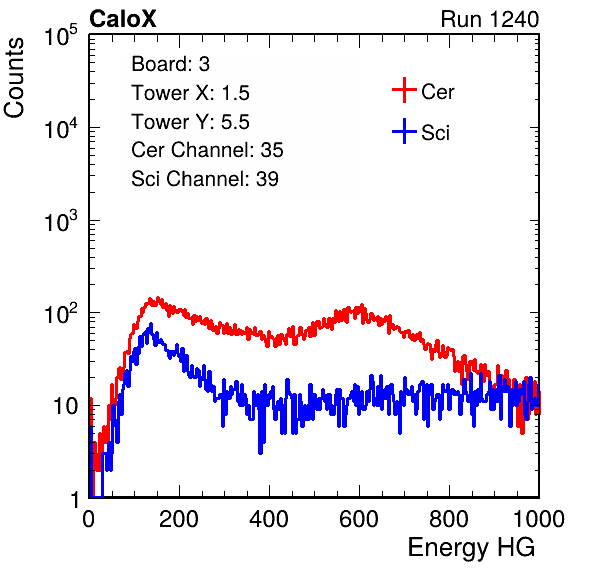 CaloX Run 1240
Counts
Board: 3
Tower X: 1.5
Tower Y: 5.5
Cer Channel: 35
Sci Channel: 39
Cer
Sci
10^5
10^4
10^3
10^2
10
1
0 200 400 600 800 1000
Energy HG